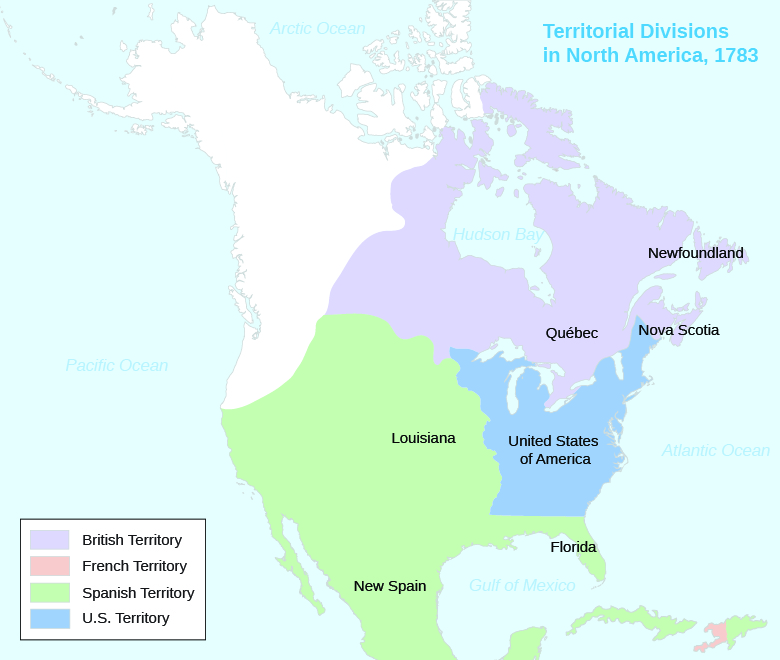 Arctic Ocean
Territorial Divisions
in North America, 1783
Hudson Bay
Newfoundland
Québec
Nova Scotia
Pacific Ocean
Louisiana
United States
of America
Atlantic Ocean
British Territory
French Territory
Spanish Territory
U.S. Territory
Florida
New Spain
Gulf of Mexico